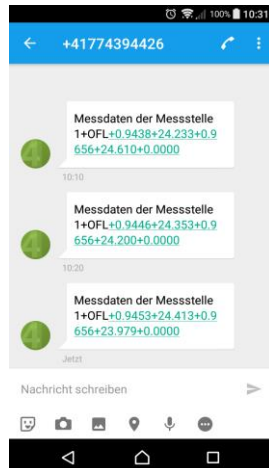 100% 10:31
+41774394426
Messdaten der Messstelle
1+OFL+0.9438+24.233+0.9
656+24.610+0.0000
10:10
Messdaten der Messstelle
1+OFL+0.9446+24.353+0.9
656+24.200+0.0000
10:20
Messdaten der Messstelle
1+OFL+0.9453+24.413+0.9
656+23.979+0.0000
Jetzt
Nachricht schreiben